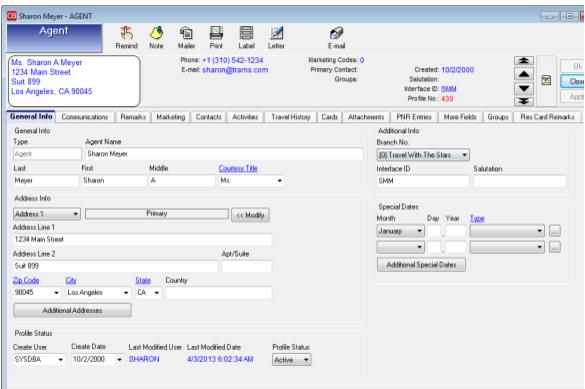 CB Sharon Meyer - AGENT
Agent
Remind Note Mailer Print Label Letter E-mail
Ms. Sharon A Meyer
1234 Main Street
Suit 899
Los Angeles, CA 90045
Phone: +1 (310) 542-1234
E-mail: sharon@trams.com
Marketing Codes: 0
Primary Contact:
Groups:
Created: 10/2/2000
Salutation:
Interface ID: SMM
Profile No.: 430
Ok
Close
Apply
General Info Communications Remarks Marketing Contacts Activities Travel History Cards Attachments PNR Entries More Fields Groups Res Card Remarks
General Info
Type Agent Name
Agent Sharon Meyer
Last First Middle Courtesy Title
Meyer Sharon A Ms.
Address Info
Address 1 Primary << Modify
Address Line 1
1234 Main Street
Address Line 2 Apt/Suite
Suit 899
Zip Code City State Country
90045 Los Angeles CA
Additional Addresses
Profile Status
Create User Create Date Last Modified User Last Modified Date Profile Status
SYSDBA 10/2/2000 SHARON 4/3/2013 6:02:34 AM Active
Additional Info
Branch No.
(0) Travel With The Stars
Interface ID Salutation
SMM
Special Dates
Month Day Year Type
January , ...
, ...
Additional Special Dates